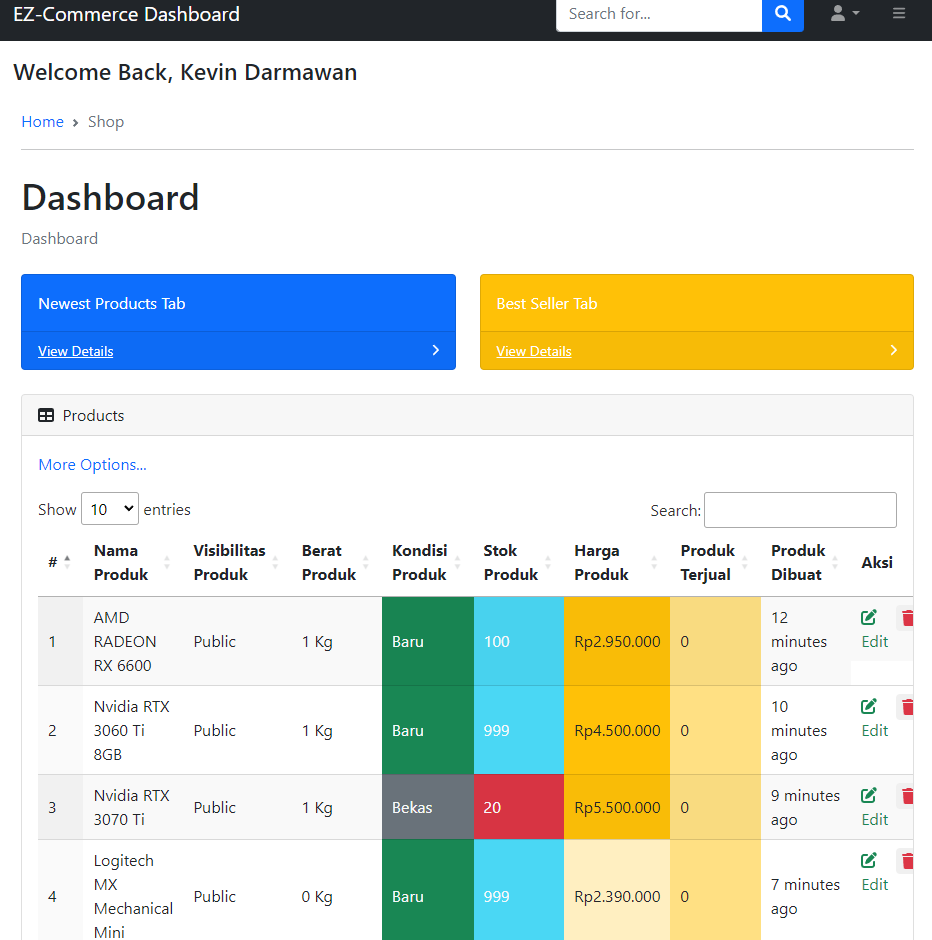 EZ-Commerce Dashboard
Search for...
Welcome Back, Kevin Darmawan
Home > Shop
Dashboard
Dashboard
Newest Products Tab
View Details
Best Seller Tab
View Details
Products
More Options...
Show 10 entries
Search:
# Nama Produk Visibilitas Produk Berat Produk Kondisi Produk Stok Produk Harga Produk Produk Terjual Produk Dibuat Aksi
1 AMD RADEON RX 6600 Public 1 Kg Baru 100 Rp2.950.000 0 12 minutes ago Edit
2 Nvidia RTX 3060 Ti 8GB Public 1 Kg Baru 999 Rp4.500.000 0 10 minutes ago Edit
3 Nvidia RTX 3070 Ti Public 1 Kg Bekas 20 Rp5.500.000 0 9 minutes ago Edit
4 Logitech MX Mechanical Mini Public 0 Kg Baru 999 Rp2.390.000 0 7 minutes ago Edit